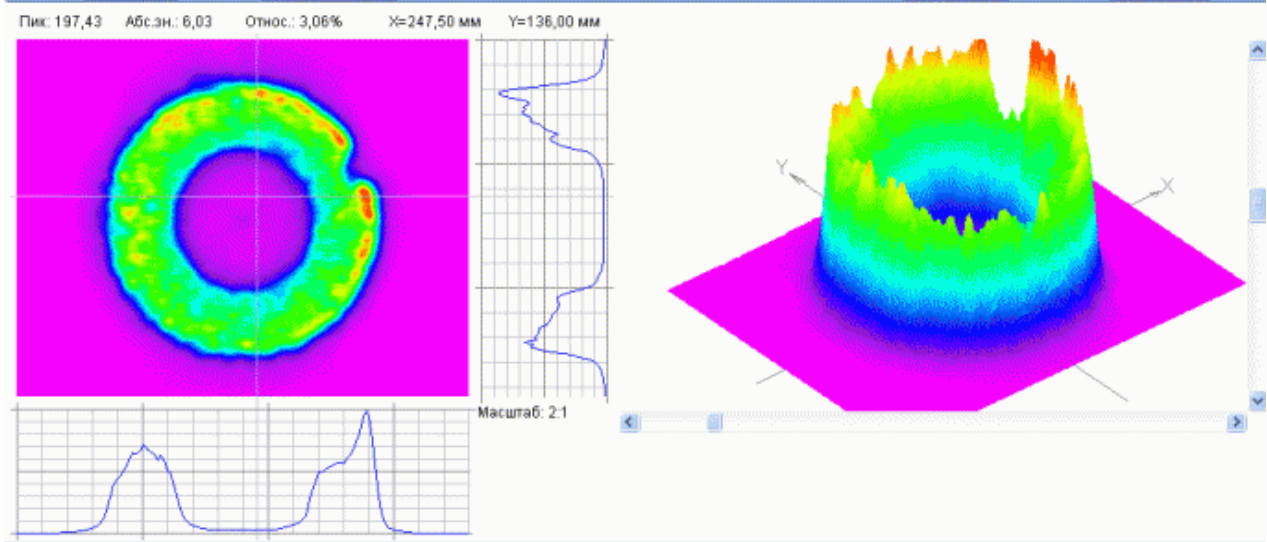 Пик: 197,43 Абс.зн.: 6,03 Относ.: 3,06% X=247,50 мм Y=136,00 мм
Y
X
Масштаб: 2:1